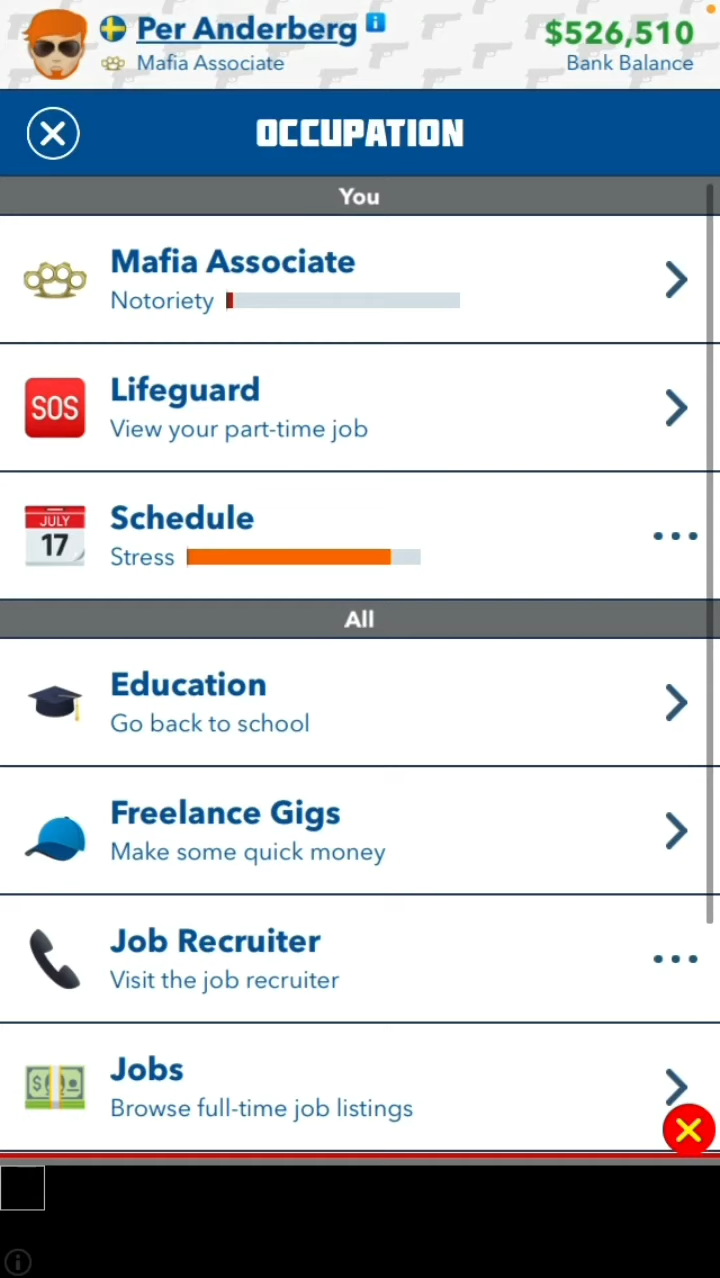 Per Anderberg i
$526,510
Mafia Associate
Bank Balance
OCCUPATION
You
Mafia Associate
Notoriety
SOS
Lifeguard
View your part-time job
JULY
17
Schedule
Stress
All
Education
Go back to school
Freelance Gigs
Make some quick money
Job Recruiter
Visit the job recruiter
Jobs
Browse full-time job listings